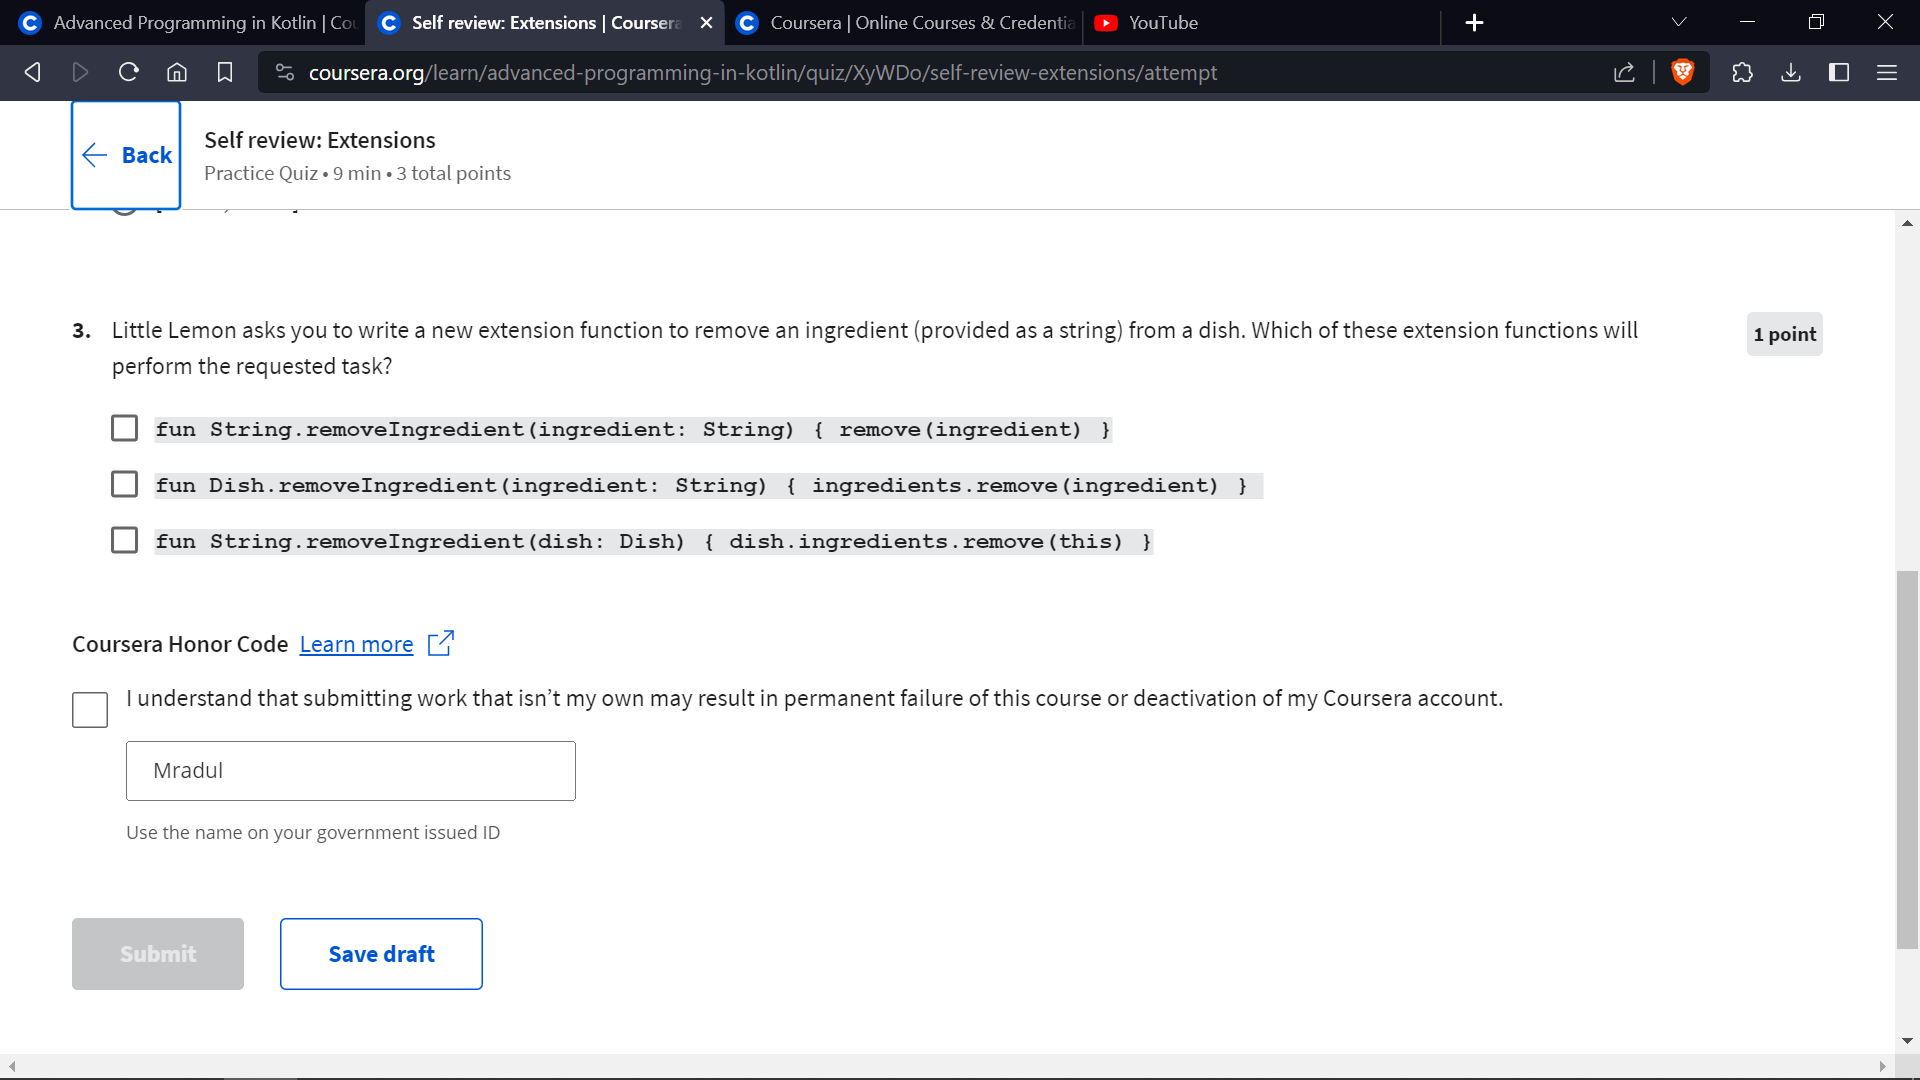 Advanced Programming in Kotlin | Cou
Self review: Extensions | Coursera
Coursera | Online Courses & Credentia
YouTube
coursera.org/learn/advanced-programming-in-kotlin/quiz/XyWDo/self-review-extensions/attempt
Back
Self review: Extensions
Practice Quiz • 9 min • 3 total points
3. Little Lemon asks you to write a new extension function to remove an ingredient (provided as a string) from a dish. Which of these extension functions will
perform the requested task?
1 point
fun String.removeIngredient(ingredient: String) { remove(ingredient) }
fun Dish.removeIngredient(ingredient: String) { ingredients.remove(ingredient) }
fun String.removeIngredient(dish: Dish) { dish.ingredients.remove(this) }
Coursera Honor Code Learn more
I understand that submitting work that isn’t my own may result in permanent failure of this course or deactivation of my Coursera account.
Mradul
Use the name on your government issued ID
Submit
Save draft